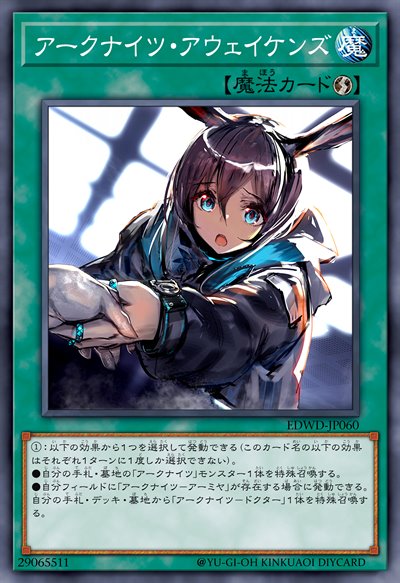 アークナイツ・アウェイケンズ
魔
【魔法カード】
EDWD-JP060
①:以下の効果から1つを選択して発動できる(このカード名の以下の効果
はそれぞれ1ターンに1度しか選択できない)。
●自分の手札・墓地の「アークナイツ」モンスター1体を特殊召喚する。
●自分フィールドに「アークナイツーアーミヤ」が存在する場合に発動できる。
自分の手札・デッキ・墓地から「アークナイツードクター」1体を特殊召喚す
る。
29065511
@YU-GI-OH KINKUAOI DIYCARD